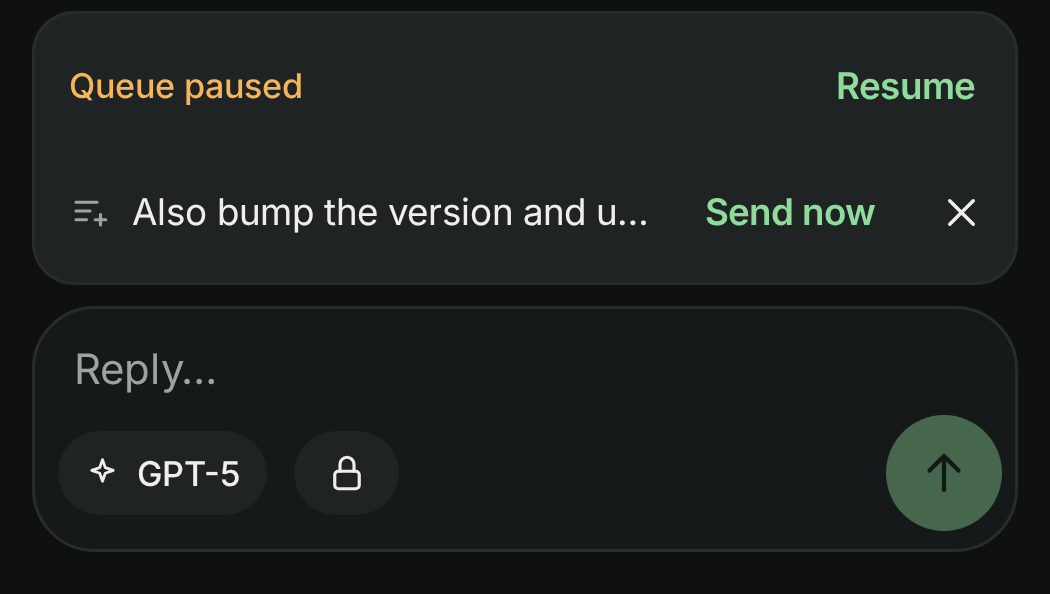 Queue paused
Resume
Also bump the version and u...
Send now
Reply...
GPT-5